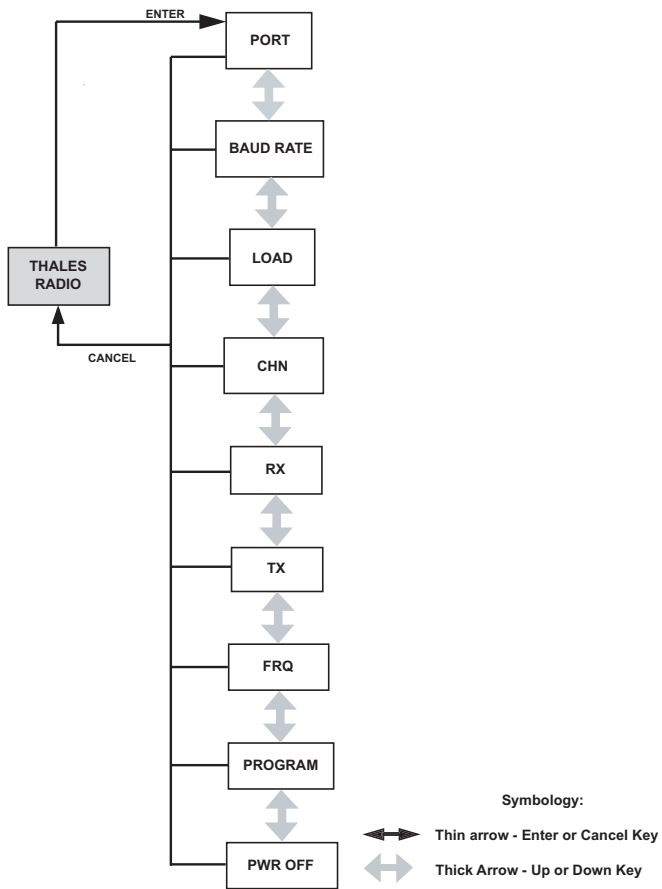 ENTER
PORT
BAUD RATE
LOAD
THALES
RADIO
CANCEL
CHN
RX
TX
FRQ
PROGRAM
PWR OFF
Symbology:
Thin arrow - Enter or Cancel Key
Thick Arrow - Up or Down Key